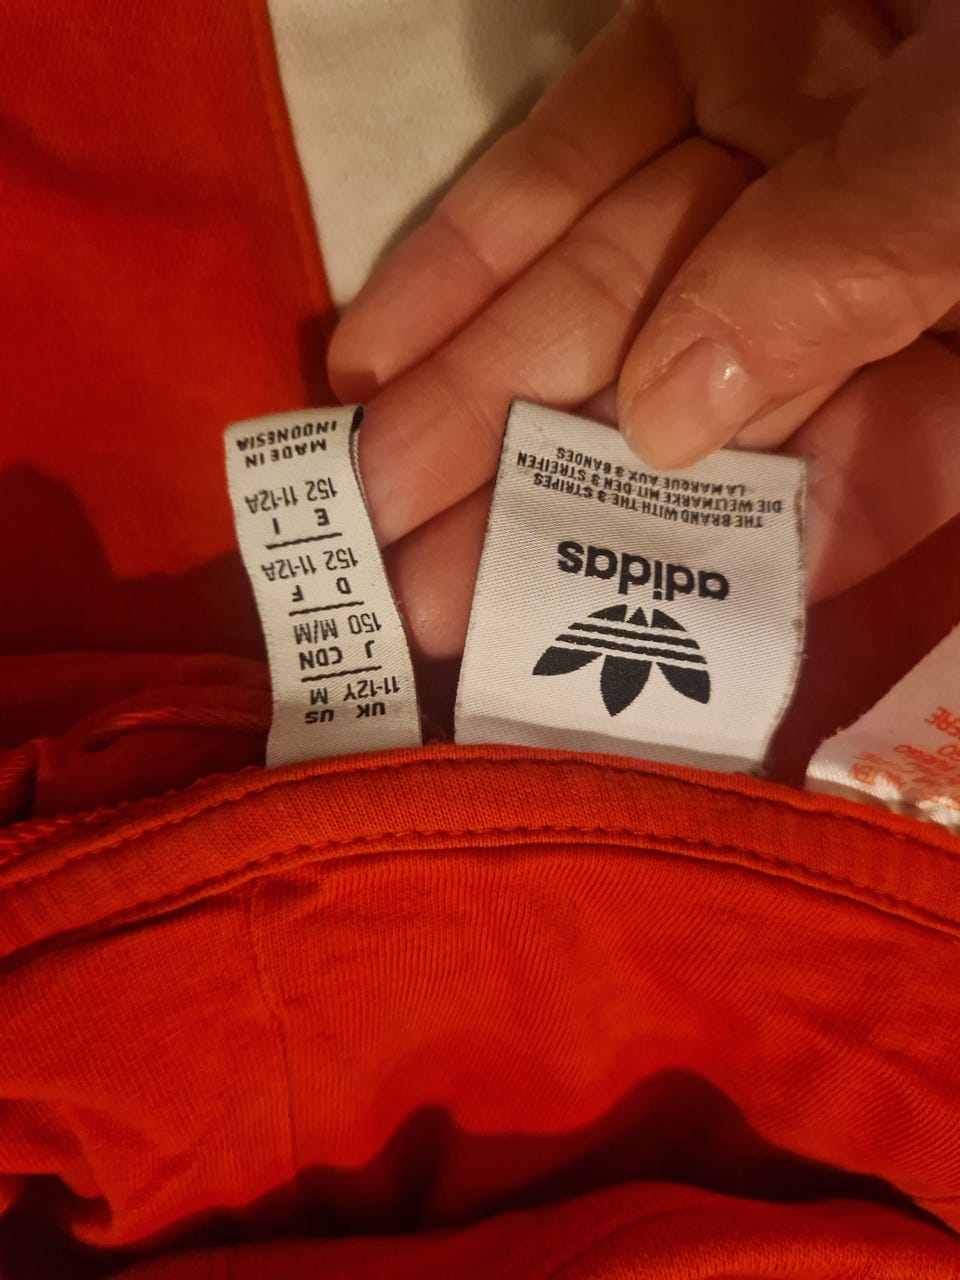 adidas
THE BRAND WITH THE 3 STRIPES
DIE WELTMARKE MIT DEN 3 STREIFEN
LA MARQUE AUX 3 BANDES
UK US
11-12Y M
J CDN
150 M/M
D F
152 11-12A
E I
152 11-12A
MADE IN
INDONESIA